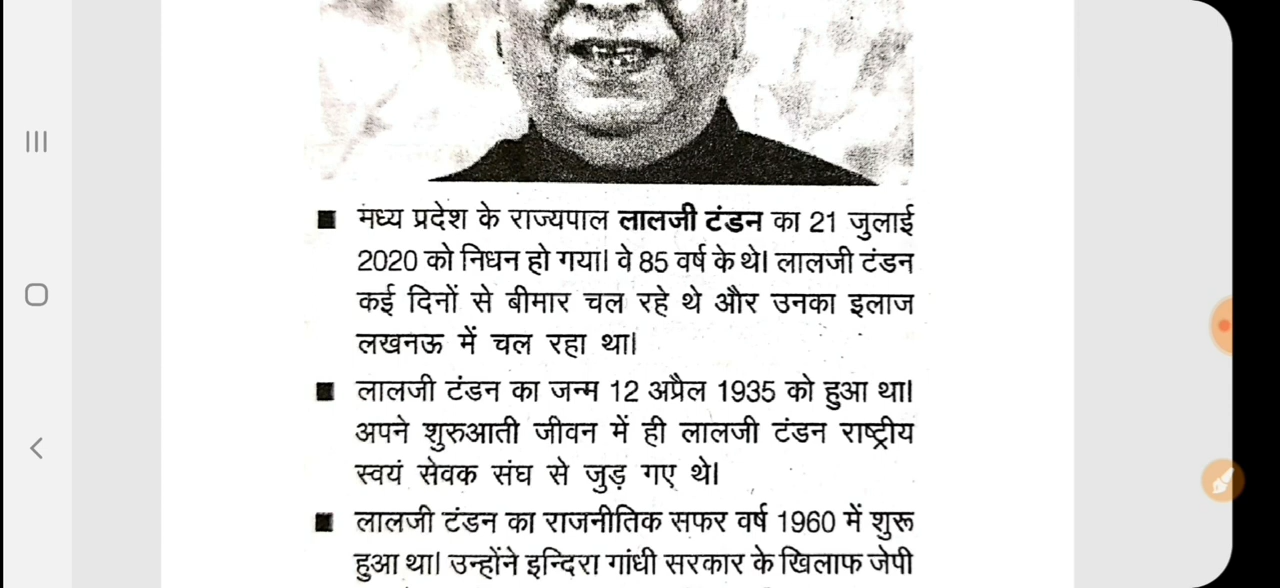 ■ मध्य प्रदेश के राज्यपाल लालजी टंडन का 21 जुलाई
2020 को निधन हो गया। वे 85 वर्ष के थे। लालजी टंडन
कई दिनों से बीमार चल रहे थे और उनका इलाज
लखनऊ में चल रहा था।
■ लालजी टंडन का जन्म 12 अप्रैल 1935 को हुआ था।
अपने शुरुआती जीवन में ही लालजी टंडन राष्ट्रीय
स्वयं सेवक संघ से जुड़ गए थे।
■ लालजी टंडन का राजनीतिक सफर वर्ष 1960 में शुरू
हुआ था। उन्होंने इन्दिरा गांधी सरकार के खिलाफ जेपी